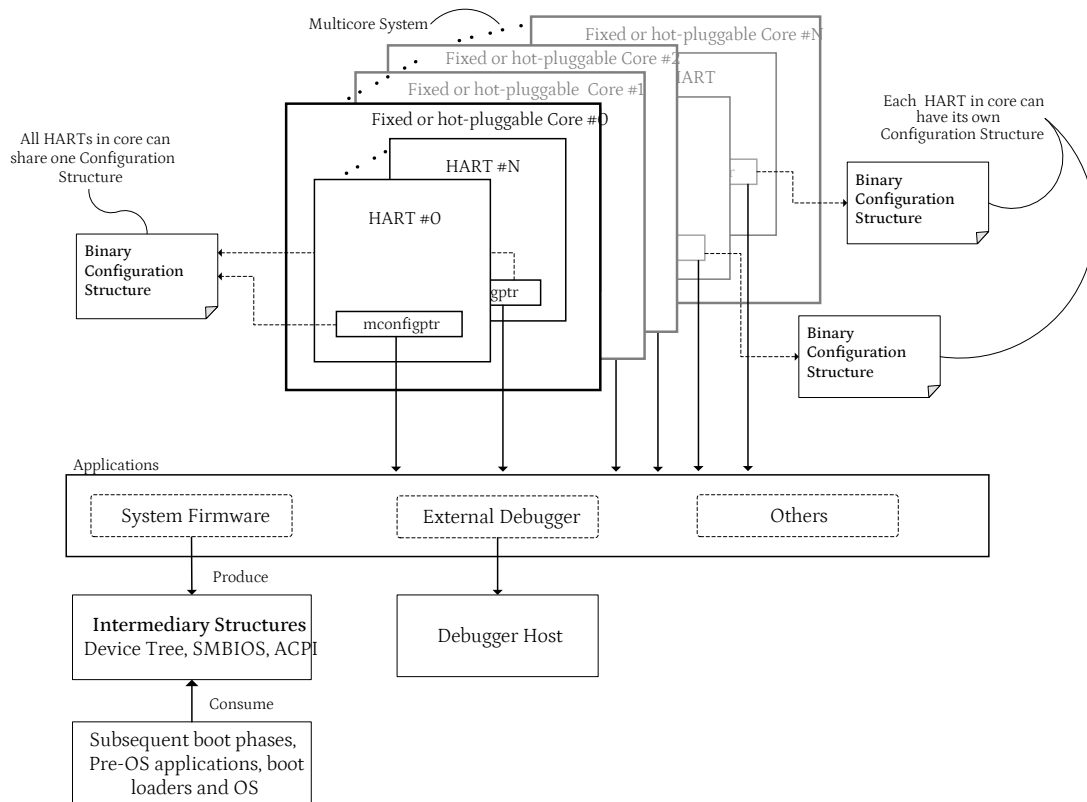 Multicore System
Fixed or hot-pluggable Core #N
Fixed or hot-pluggable Core #2
HART
Fixed or hot-pluggable Core #1
Fixed or hot-pluggable Core #0
Each HART in core can
have its own
Configuration Structure
All HARTs in core can
share one Configuration
Structure
HART #N
HART #0
Binary
Configuration
Structure
Binary
Configuration
Structure
gptr
mconfigptr
r
Binary
Configuration
Structure
Applications
System Firmware
External Debugger
Others
Produce
Intermediary Structures
Device Tree, SMBIOS, ACPI
Debugger Host
Consume
Subsequent boot phases,
Pre-OS applications, boot
loaders and OS